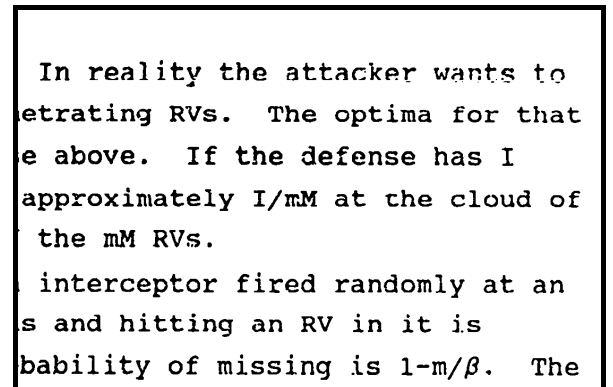 In reality the attacker wants to
etrating RVs. The optima for that
e above. If the defense has I
approximately I/mM at the cloud of
the mM RVs.
interceptor fired randomly at an
s and hitting an RV in it is
bability of missing is 1-m/β. The